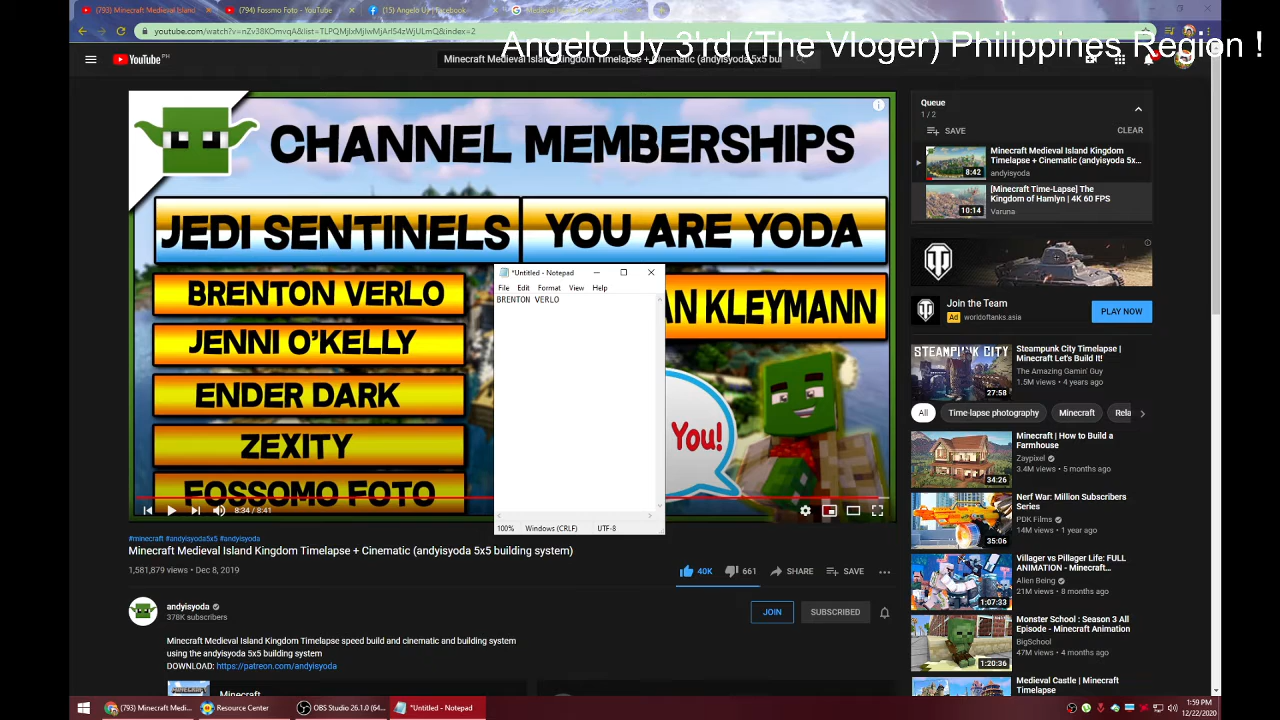 (793) Minecraft Medieval Island
(794) Fossmo Foto - YouTube
(15) Angelo Uy | Facebook
youtube.com/watch?v=nZv38KOmvqA&list=TLPQMjIxMjIwMjArIS4zWjULmQ&index=2
Angelo Uy 3'rd (The Vloger) Philippines Region !
YouTube PH
Minecraft Medieval Island Kingdom Timelapse + Cinematic (andyisyoda 5x5 bui
CHANNEL MEMBERSHIPS
JEDI SENTINELS
YOU ARE YODA
BRENTON VERLO
AN KLEYMANN
JENNI O'KELLY
ENDER DARK
ZEXITY
FOSSOMO FOTO
You!
8:34 / 8:41
*Untitled - Notepad
File Edit Format View Help
BRENTON VERLO
100% Windows (CRLF) UTF-8
#minecraft #andyisyoda5x5 #andyisyoda
Minecraft Medieval Island Kingdom Timelapse + Cinematic (andyisyoda 5x5 building system)
1,581,879 views • Dec 8, 2019
40K 661 SHARE SAVE
andyisyoda
378K subscribers
JOIN SUBSCRIBED
Minecraft Medieval Island Kingdom Timelapse speed build and cinematic and building system
using the andyisyoda 5x5 building system
DOWNLOAD: https://patreon.com/andyisyoda
Minecraft
Queue
1 / 2
SAVE CLEAR
Minecraft Medieval Island Kingdom
Timelapse + Cinematic (andyisyoda 5x...
andyisyoda
8:42
[Minecraft Time-Lapse] The
Kingdom of Hamlyn | 4K 60 FPS
Varuna
10:14
Join the Team
Ad worldoftanks.asia
PLAY NOW
STEAMPUNK CITY
27:58
Steampunk City Timelapse |
Minecraft Let's Build It!
The Amazing Gamin' Guy
1.5M views • 4 years ago
All Time-lapse photography Minecraft Rela
Minecraft | How to Build a
Farmhouse
Zaypixel
3.4M views • 5 months ago
34:26
Nerf War: Million Subscribers
Series
PDK Films
14M views • 1 year ago
35:06
Villager vs Pillager Life: FULL
ANIMATION - Minecraft...
Alien Being
21M views • 8 months ago
1:07:33
Monster School : Season 3 All
Episode - Minecraft Animation
BigSchool
47M views • 4 months ago
1:20:36
Medieval Castle | Minecraft
Timelapse
(793) Minecraft Medi...
Resource Center
OBS Studio 26.1.0 (64...
*Untitled - Notepad
1:59 PM
12/22/2020